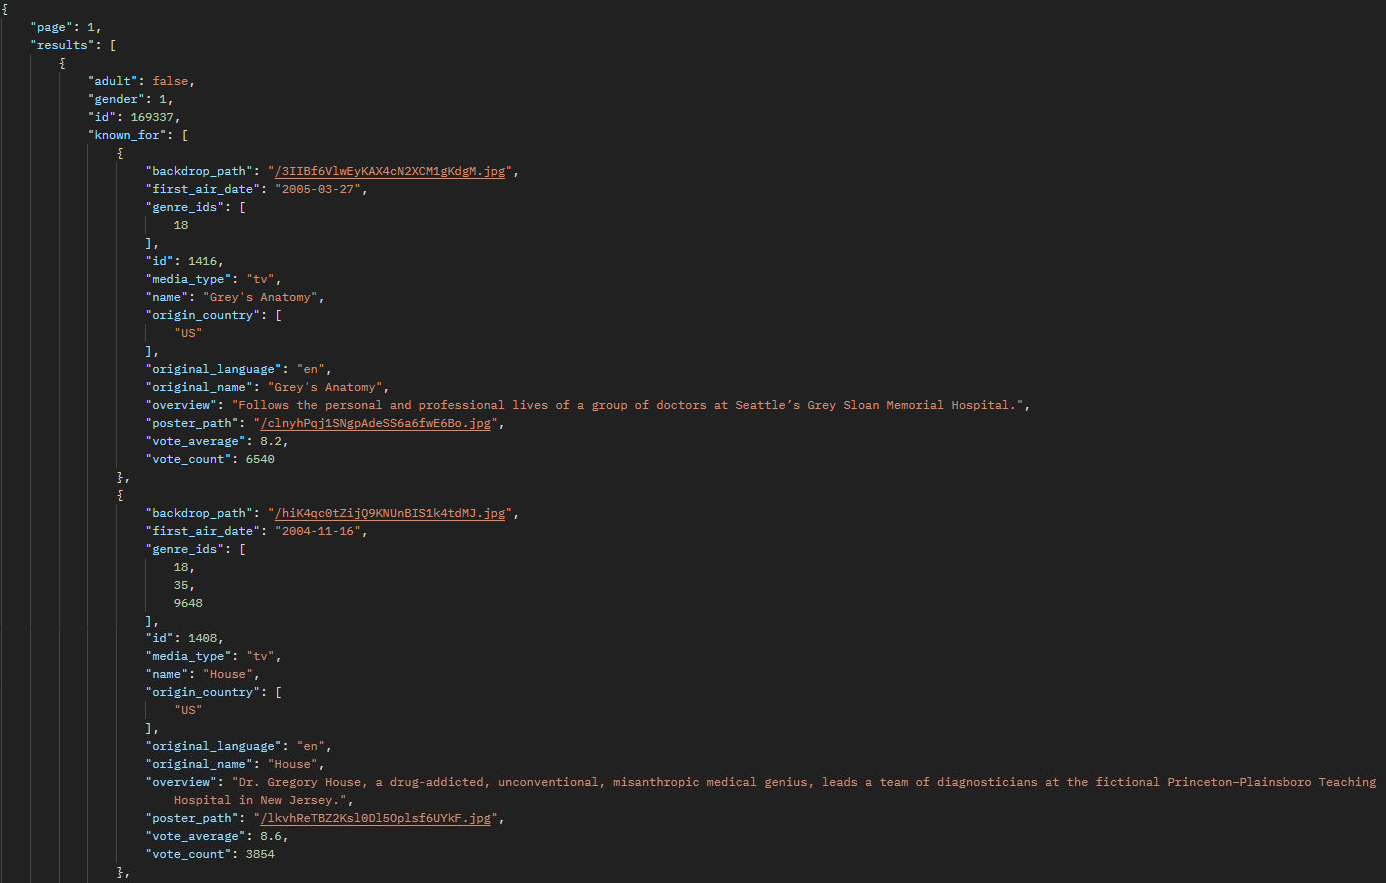 {
"page": 1,
"results": [
{
"adult": false,
"gender": 1,
"id": 169337,
"known_for": [
{
"backdrop_path": "/3IIBf6VlwEyKAX4cN2XCM1gKdgM.jpg",
"first_air_date": "2005-03-27",
"genre_ids": [
18
],
"id": 1416,
"media_type": "tv",
"name": "Grey's Anatomy",
"origin_country": [
"US"
],
"original_language": "en",
"original_name": "Grey's Anatomy",
"overview": "Follows the personal and professional lives of a group of doctors at Seattle’s Grey Sloan Memorial Hospital.",
"poster_path": "/clnyhPqj1SNgpAdeSS6a6fwE6Bo.jpg",
"vote_average": 8.2,
"vote_count": 6540
},
{
"backdrop_path": "/hiK4qc0tZijQ9KNUnBIS1k4tdMJ.jpg",
"first_air_date": "2004-11-16",
"genre_ids": [
18,
35,
9648
],
"id": 1408,
"media_type": "tv",
"name": "House",
"origin_country": [
"US"
],
"original_language": "en",
"original_name": "House",
"overview": "Dr. Gregory House, a drug-addicted, unconventional, misanthropic medical genius, leads a team of diagnosticians at the fictional Princeton–Plainsboro Teaching
Hospital in New Jersey.",
"poster_path": "/lkvhReTBZ2Ksl0Dl5Oplsf6UYkF.jpg",
"vote_average": 8.6,
"vote_count": 3854
},